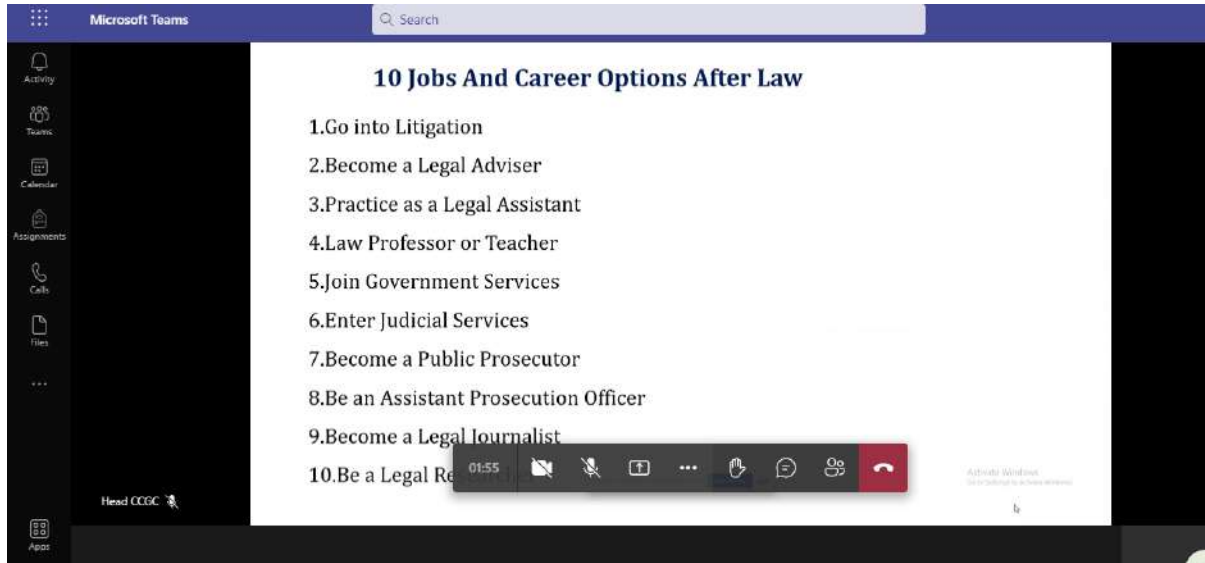 Microsoft Teams
Search
Activity
Teams
Calendar
Assignments
Calls
Files
Apps
10 Jobs And Career Options After Law
1.Go into Litigation
2.Become a Legal Adviser
3.Practice as a Legal Assistant
4.Law Professor or Teacher
5.Join Government Services
6.Enter Judicial Services
7.Become a Public Prosecutor
8.Be an Assistant Prosecution Officer
9.Become a Legal Journalist
10.Be a Legal
01:55
Activate Windows
Head CCGC